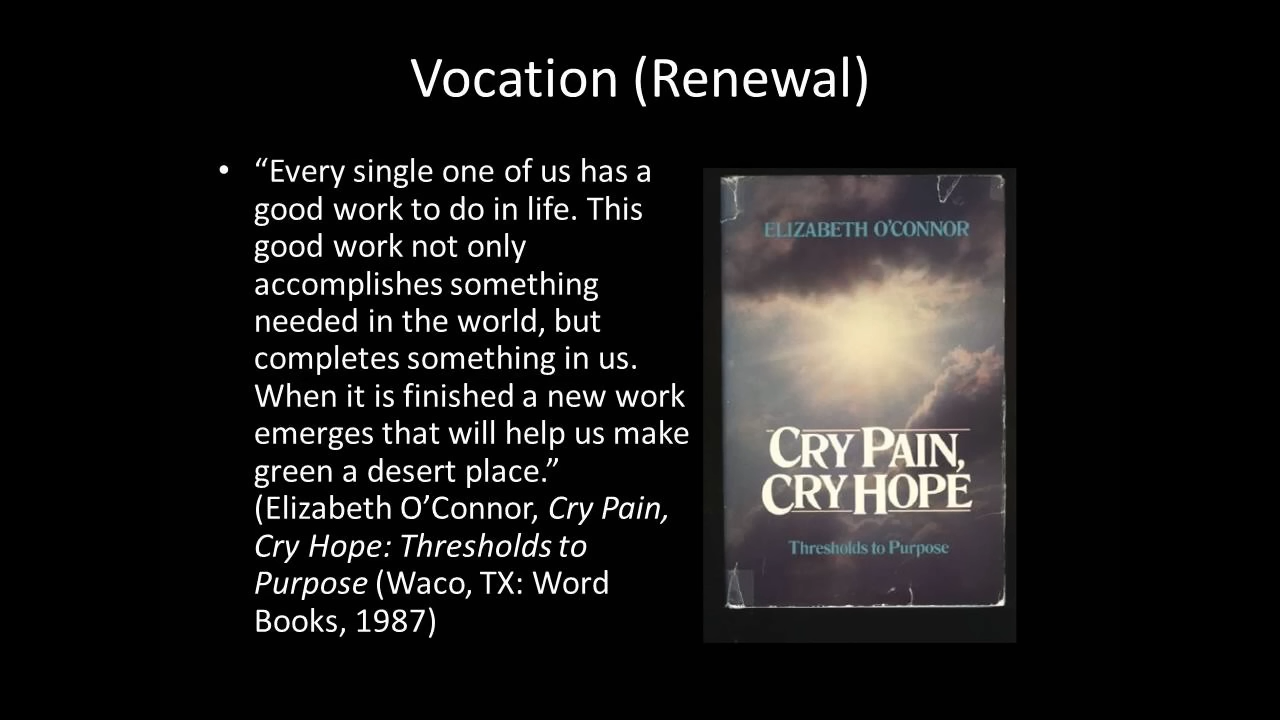 Vocation (Renewal)
• “Every single one of us has a
good work to do in life. This
good work not only
accomplishes something
needed in the world, but
completes something in us.
When it is finished a new work
emerges that will help us make
green a desert place.”
(Elizabeth O’Connor, Cry Pain,
Cry Hope: Thresholds to
Purpose (Waco, TX: Word
Books, 1987)
ELIZABETH O’CONNOR
CRY PAIN,
CRY HOPE
Thresholds to Purpose